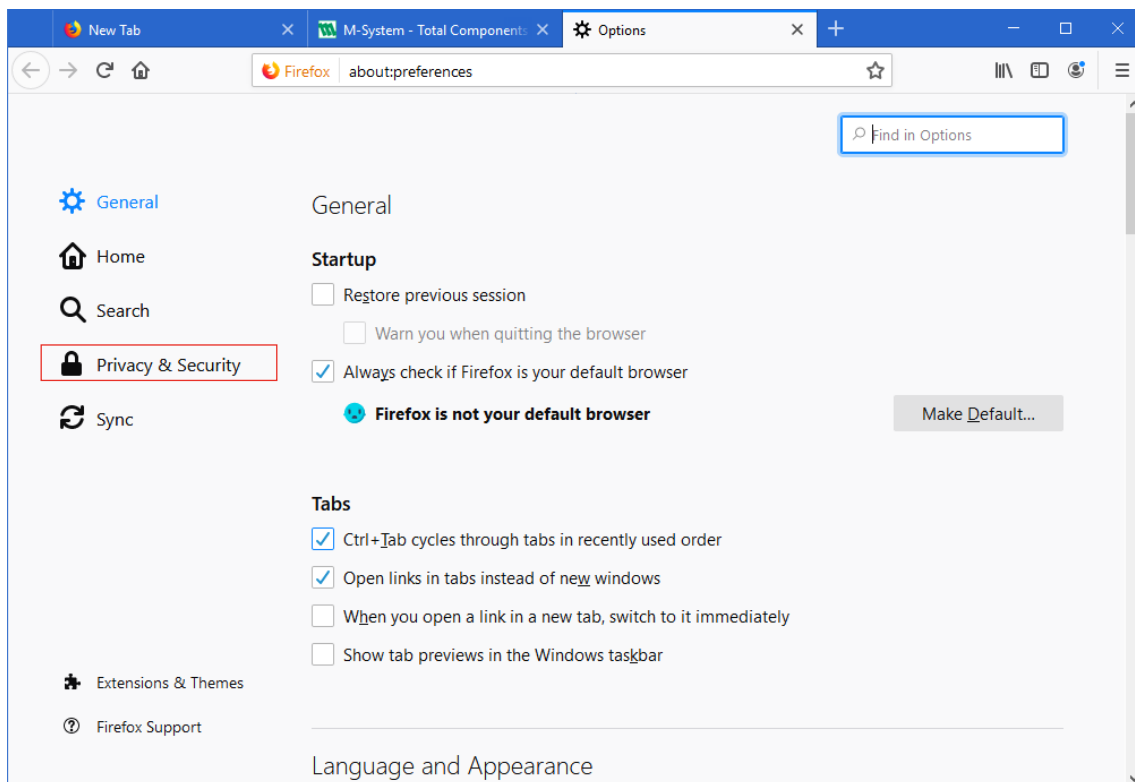 New Tab
M-System - Total Components
Options
Firefox
about:preferences
Find in Options
General
Home
Search
Privacy & Security
Sync
Extensions & Themes
Firefox Support
General
Startup
Restore previous session
Warn you when quitting the browser
Always check if Firefox is your default browser
Firefox is not your default browser
Make Default...
Tabs
Ctrl+Tab cycles through tabs in recently used order
Open links in tabs instead of new windows
When you open a link in a new tab, switch to it immediately
Show tab previews in the Windows taskbar
Language and Appearance